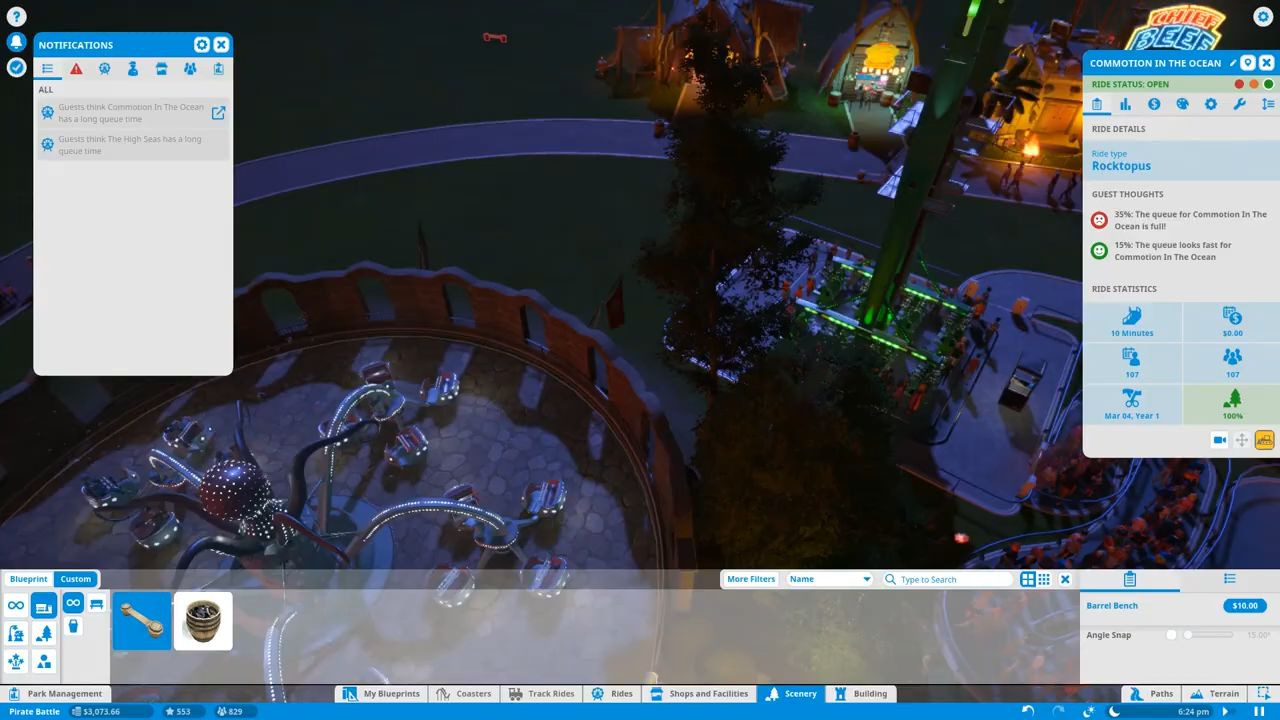 ?
NOTIFICATIONS
ALL
Guests think Commotion In The Ocean
has a long queue time
Guests think The High Seas has a long
queue time
CHIEF
BEEF
COMMOTION IN THE OCEAN
RIDE STATUS: OPEN
RIDE DETAILS
Ride type
Rocktopus
GUEST THOUGHTS
35%: The queue for Commotion In The
Ocean is full!
15%: The queue looks fast for
Commotion In The Ocean
RIDE STATISTICS
10 Minutes
$0.00
107
107
Mar 04, Year 1
100%
Blueprint
Custom
More Filters
Name
Type to Search
Barrel Bench
$10.00
Angle Snap
15.00°
Park Management
My Blueprints
Coasters
Track Rides
Rides
Shops and Facilities
Scenery
Building
Paths
Terrain
Pirate Battle
$3,073.66
553
829
6:24 pm